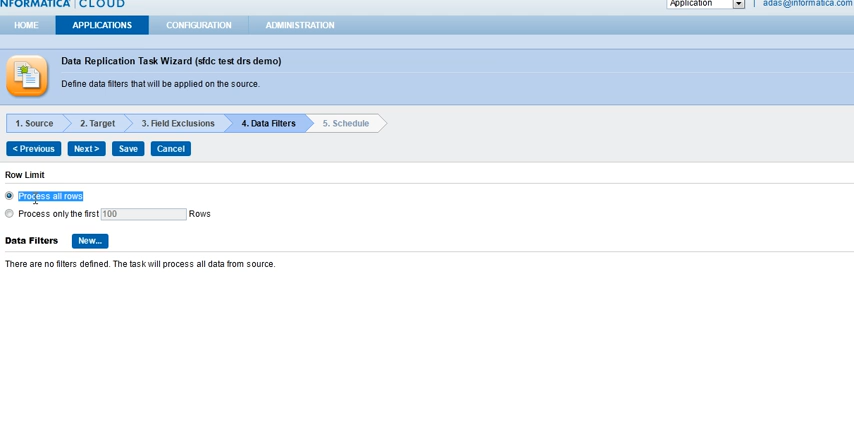 NFORMATICA | CLOUD
Application | adas@informatica.com
HOME APPLICATIONS CONFIGURATION ADMINISTRATION
Data Replication Task Wizard (sfdc test drs demo)
Define data filters that will be applied on the source.
1. Source 2. Target 3. Field Exclusions 4. Data Filters 5. Schedule
< Previous Next > Save Cancel
Row Limit
Process all rows
Process only the first 100 Rows
Data Filters New...
There are no filters defined. The task will process all data from source.